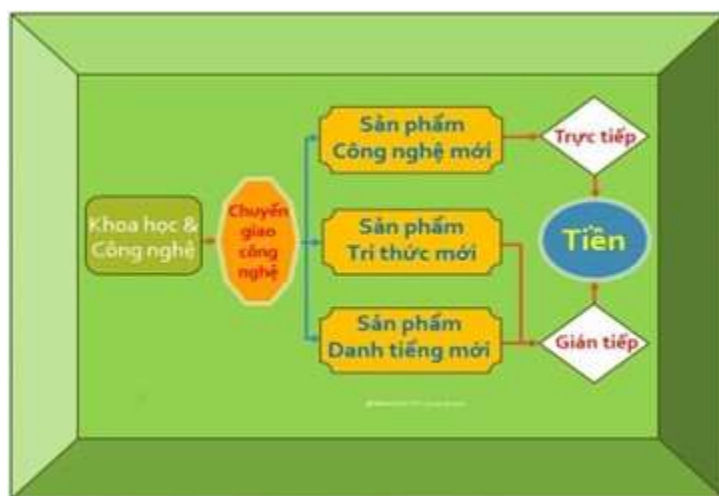 Khoa học &
Công nghệ
Chuyển
giao
công
nghệ
Sản phẩm
Công nghệ mới
Sản phẩm
Tri thức mới
Sản phẩm
Danh tiếng mới
Trực tiếp
Tiền
Gián tiếp